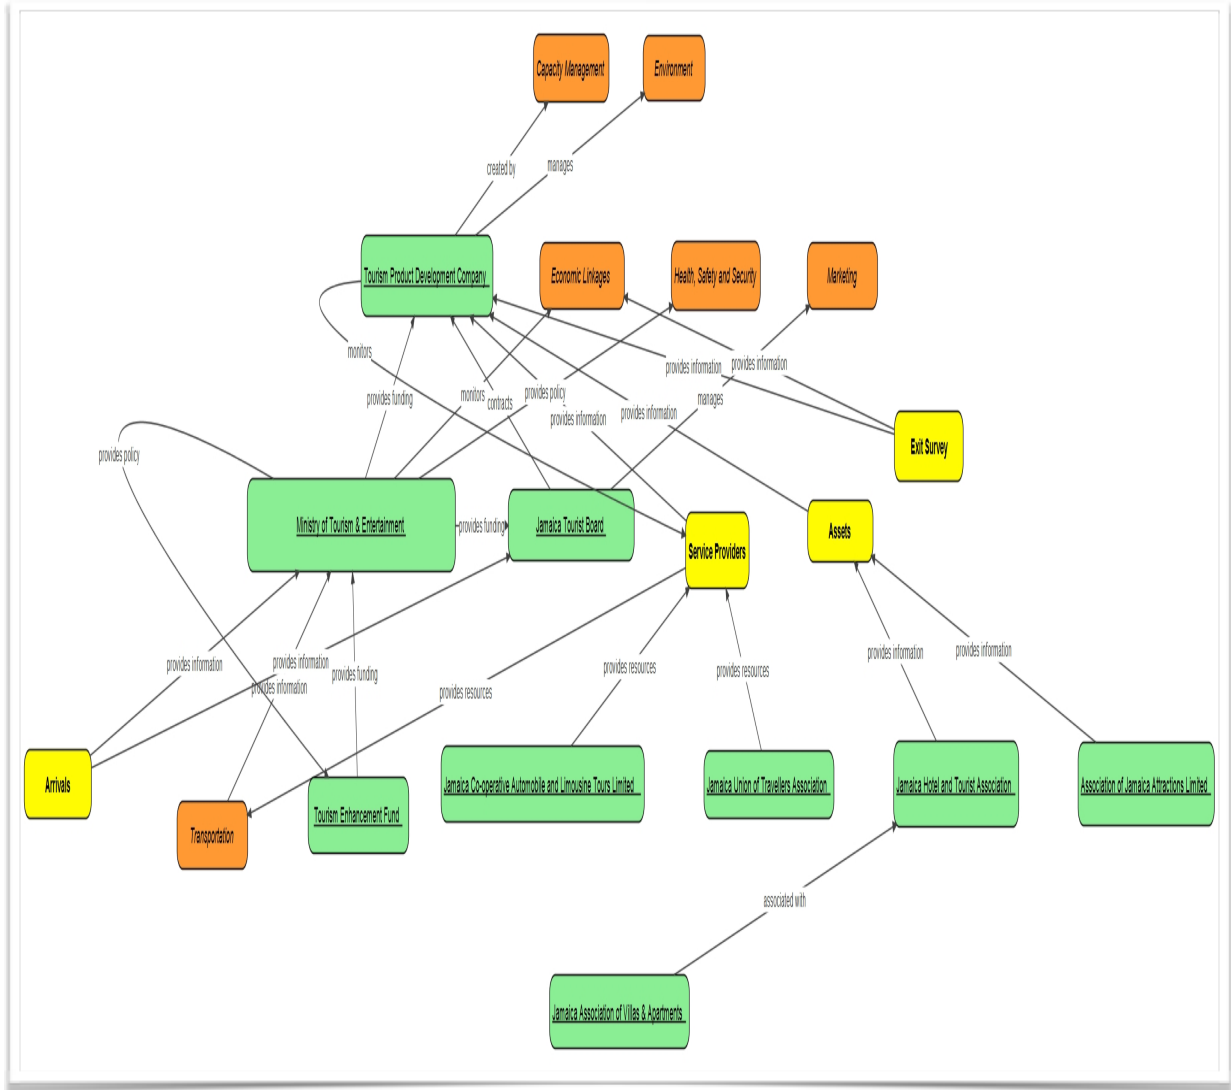 Capacity Management
Environment
created by
manages
Tourism Product Development Company
Economic Linkages
Health, Safety and Security
Marketing
monitors
provides information
provides information
provides funding
monitors
contracts
provides policy
provides information
provides information
manages
provides policy
Exit Survey
Ministry of Tourism & Entertainment
provides funding
Jamaica Tourist Board
Service Providers
Assets
provides information
provides information
provides information
provides funding
provides resources
provides resources
provides resources
provides information
provides information
Arrivals
Transportation
Tourism Enhancement Fund
Jamaica Co-operative Automobile and Limousine Tours Limited
Jamaica Union of Travellers Association
Jamaica Hotel and Tourist Association
Association of Jamaica Attractions Limited
associated with
Jamaica Association of Villas & Apartments